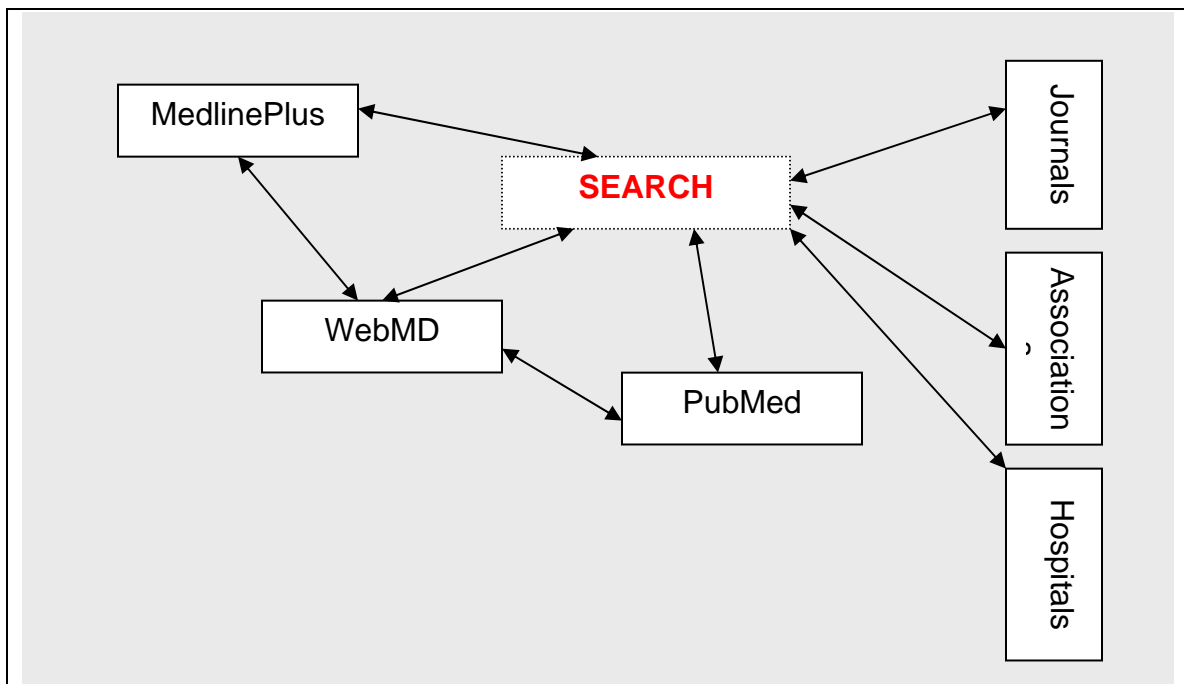 MedlinePlus
SEARCH
WebMD
PubMed
Journals
Association
Hospitals